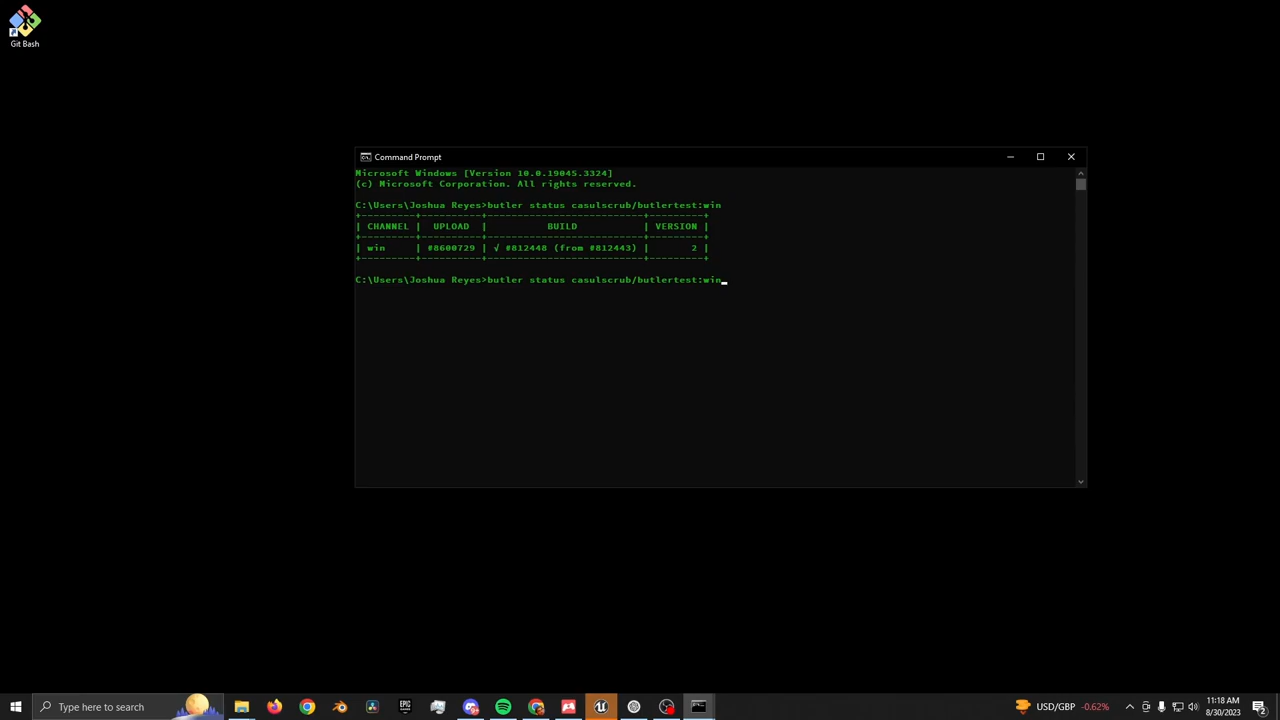 Git Bash
Command Prompt
Microsoft Windows [Version 10.0.19045.3324]
(c) Microsoft Corporation. All rights reserved.
C:\Users\Joshua Reyes>butler status casulscrub/butlertest:win
+---------+----------+--------------------------+---------+
| CHANNEL | UPLOAD | BUILD | VERSION |
+---------+----------+--------------------------+---------+
| win | #8600729 | √ #812448 (from #812443) | 2 |
+---------+----------+--------------------------+---------+
C:\Users\Joshua Reyes>butler status casulscrub/butlertest:win
Type here to search
EPIC
USD/GBP -0.62%
11:18 AM
8/30/2023